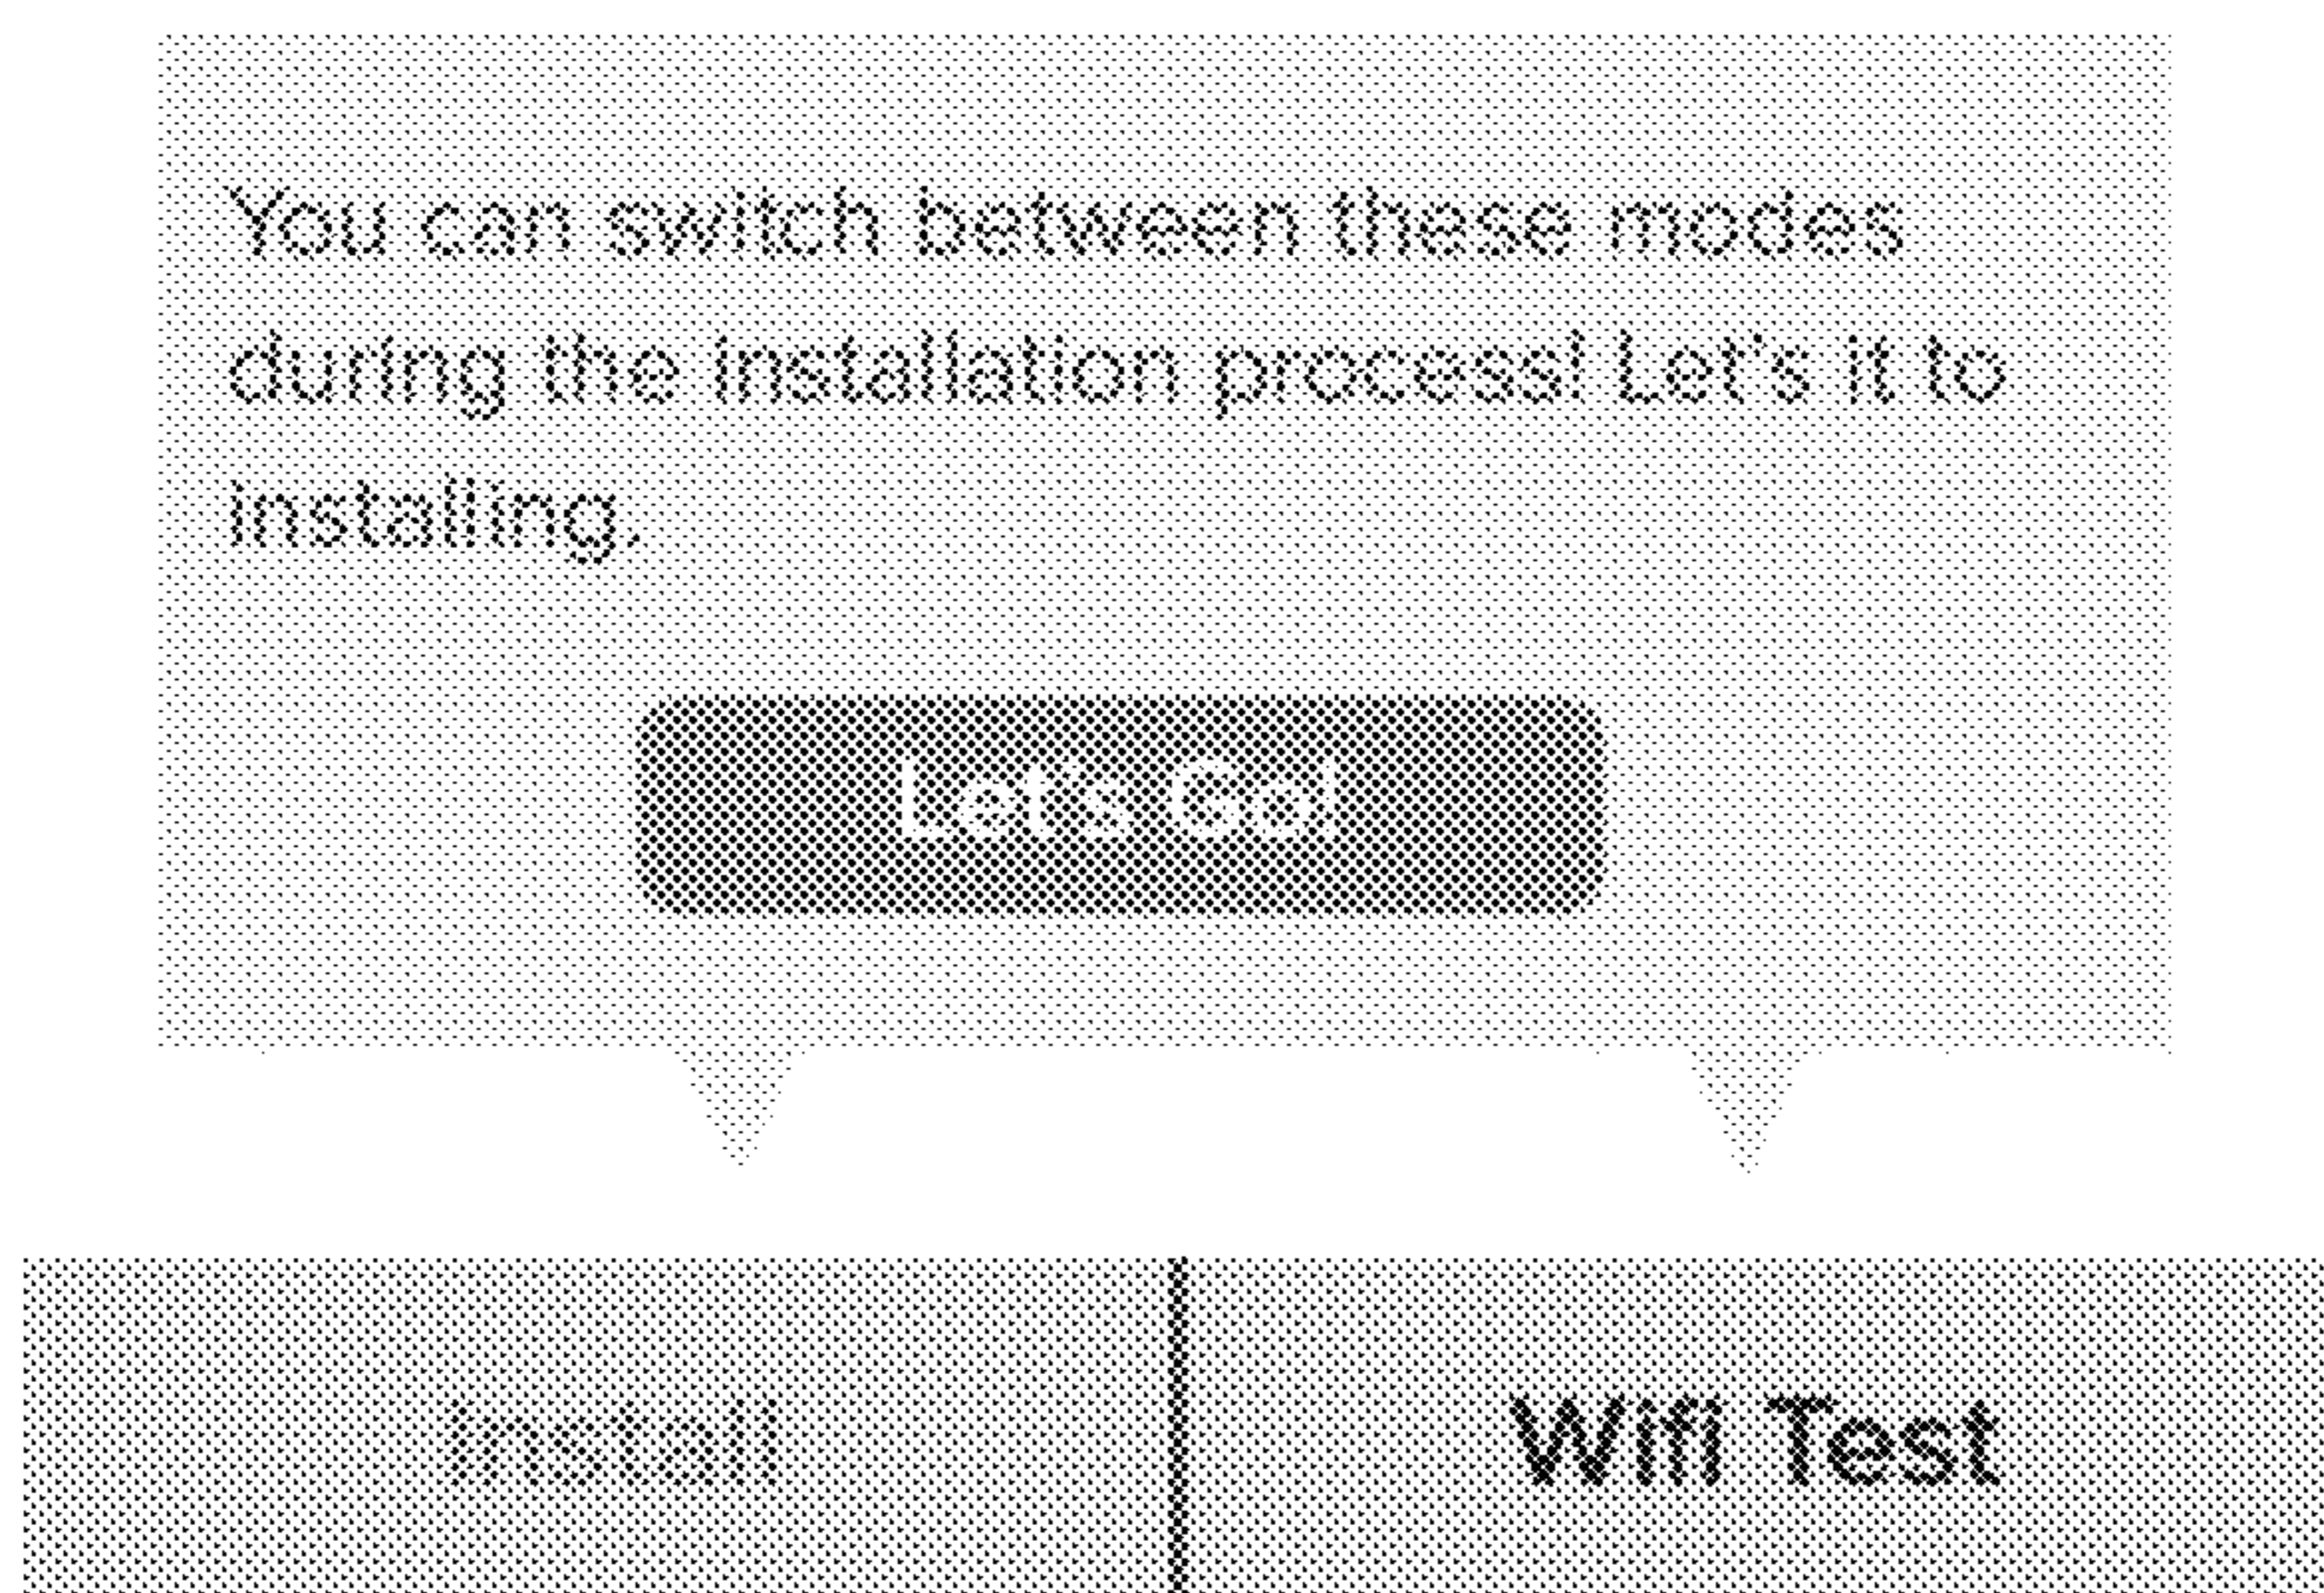 You can switch between these modes
during the installation process! Let's it to
installing.
Let's Go!
Install
Wifi Test